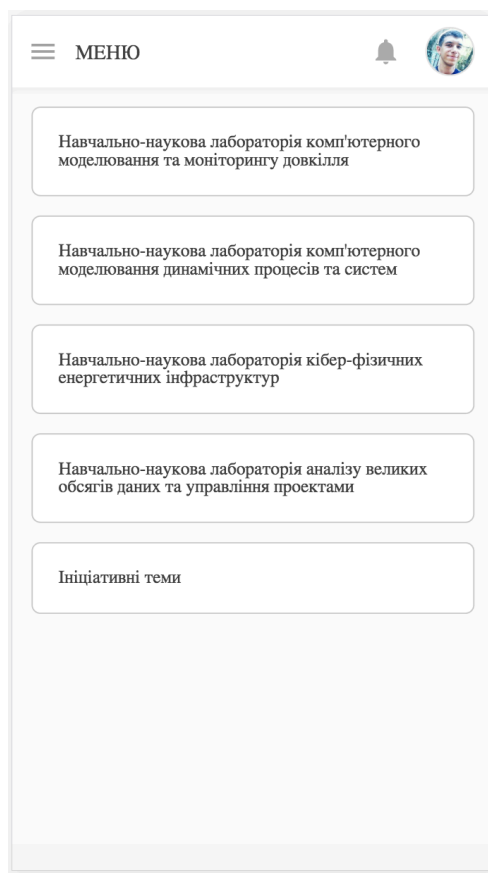 МЕНЮ
Навчально-наукова лабораторія комп'ютерного
моделювання та моніторингу довкілля
Навчально-наукова лабораторія комп'ютерного
моделювання динамічних процесів та систем
Навчально-наукова лабораторія кібер-фізичних
енергетичних інфраструктур
Навчально-наукова лабораторія аналізу великих
обсягів даних та управління проектами
Ініціативні теми